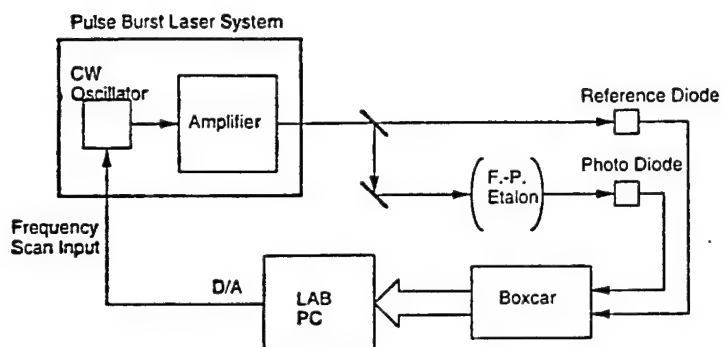 Pulse Burst Laser System
CW
Oscillator
Amplifier
Reference Diode
Photo Diode
F.-P.
Etalon
Frequency
Scan Input
D/A
LAB
PC
Boxcar